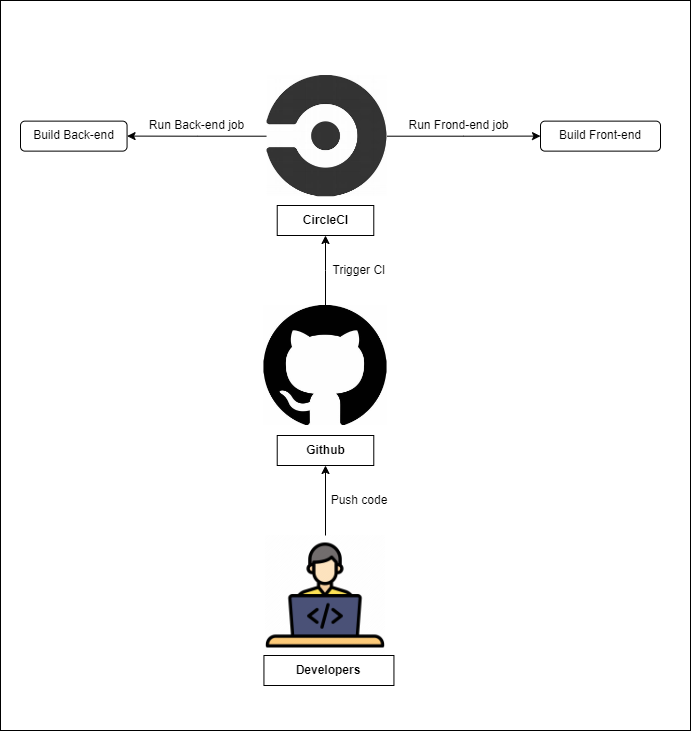 Run Back-end job
Run Frond-end job
Build Back-end
Build Front-end
CircleCI
Trigger CI
Github
Push code
</>
Developers